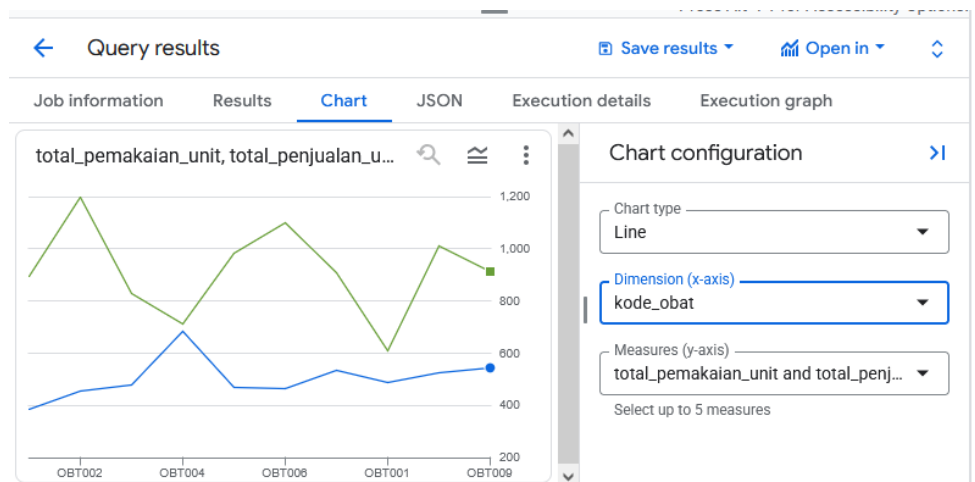 Query results
Save results
Open in
Job information
Results
Chart
JSON
Execution details
Execution graph
total_pemakaian_unit, total_penjualan_u...
1,200
1,000
800
600
400
200
OBT002
OBT004
OBT006
OBT001
OBT009
Chart configuration
Chart type
Line
Dimension (x-axis)
kode_obat
Measures (y-axis)
total_pemakaian_unit and total_penj...
Select up to 5 measures